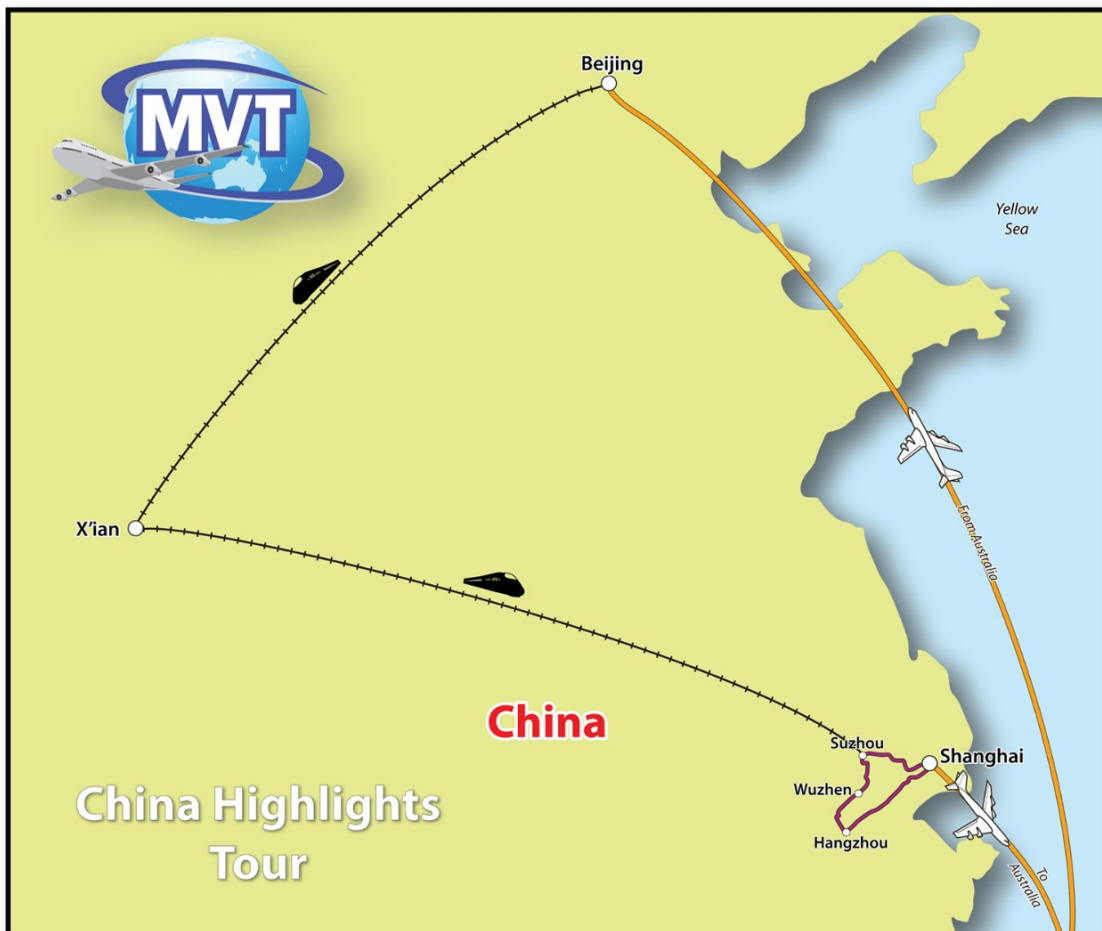 MVT
Beijing
Yellow
Sea
X'ian
From Australia
China
Suzhou
Shanghai
Wuzhen
Hangzhou
China Highlights
Tour
To
Australia